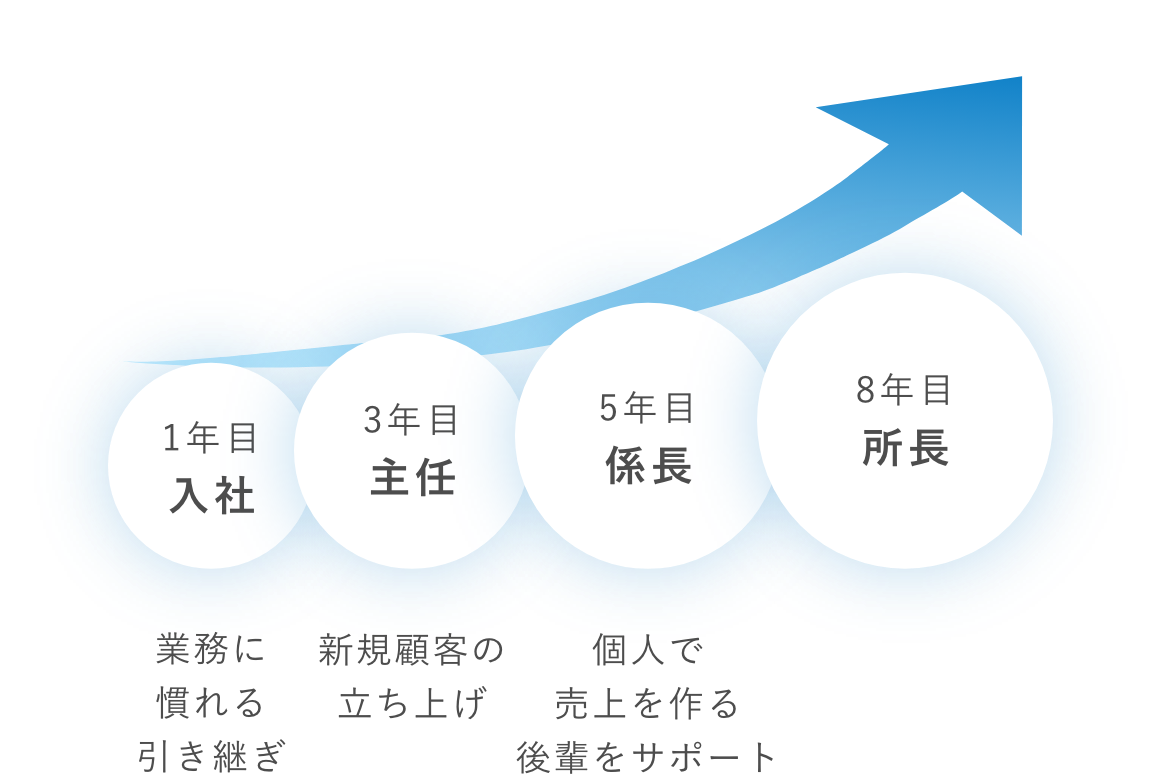 1年目
入社
3年目
主任
5年目
係長
8年目
所長
業務に
慣れる
引き継ぎ
新規顧客の
立ち上げ
個人で
売上を作る
後輩をサポート